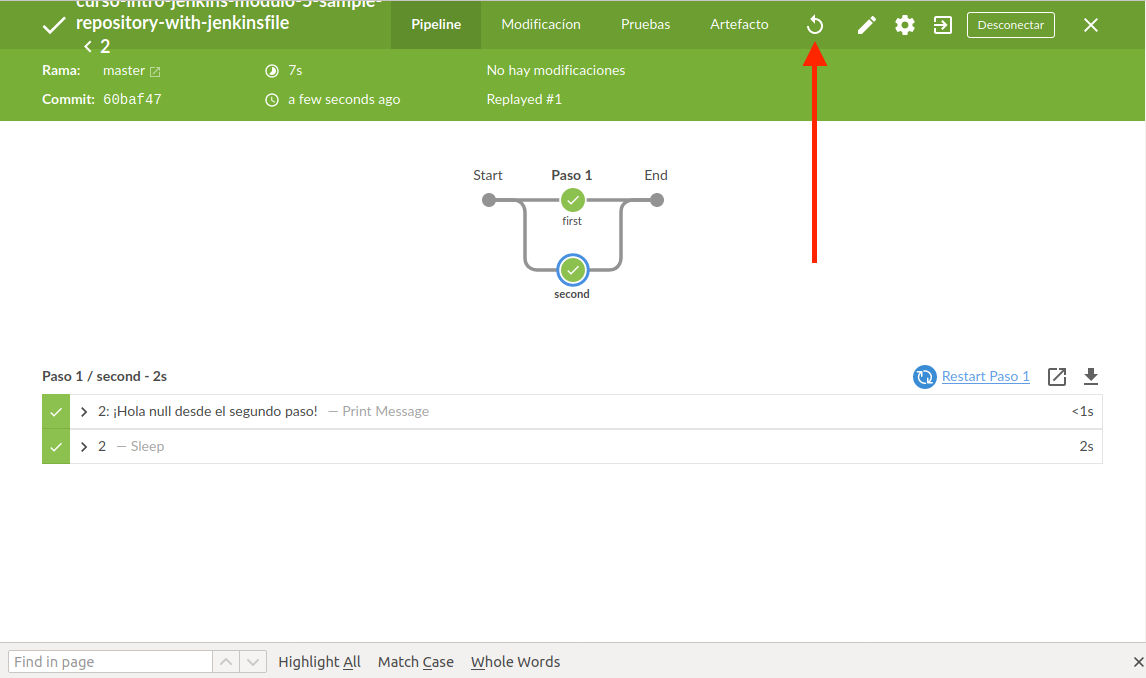 curso-intro-jenkins-modulo-5-sample-
repository-with-jenkinsfile
< 2
Pipeline
Modificacíon
Pruebas
Artefacto
Desconectar
Rama: master
7s
No hay modificaciones
Commit: 60baf47
a few seconds ago
Replayed #1
Start
Paso 1
End
first
second
Paso 1 / second - 2s
Restart Paso 1
2: ¡Hola null desde el segundo paso! — Print Message
<1s
2 — Sleep
2s
Find in page
Highlight All
Match Case
Whole Words